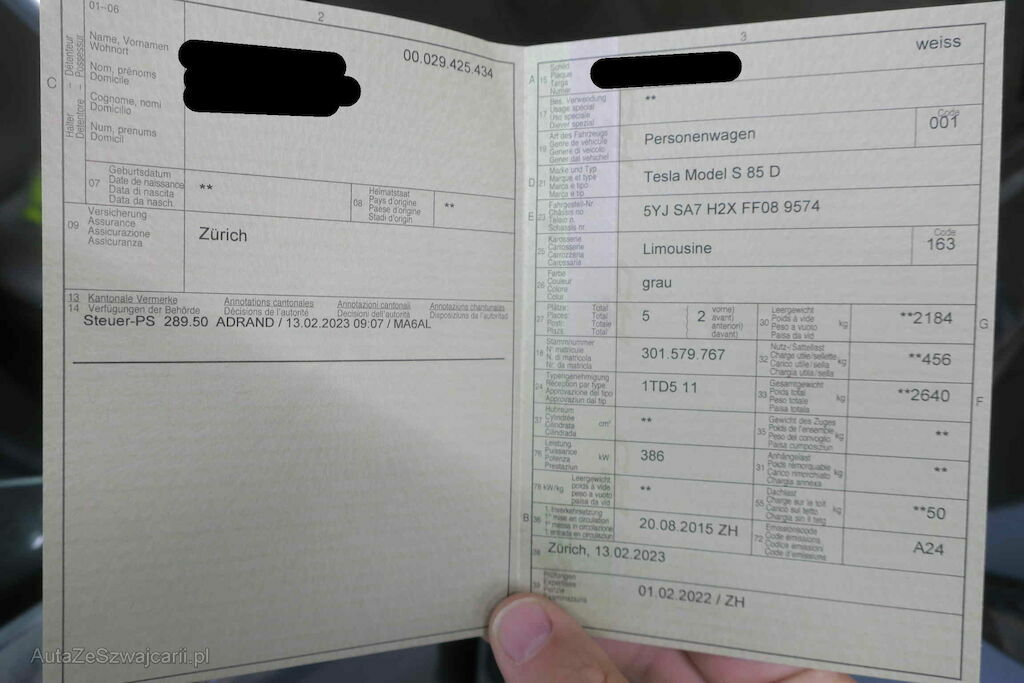 01–06
2
Halter – Détenteur
Detentore – Possessur
C
Name, Vornamen
Wohnort
Nom, prénoms
Domicile
Cognome, nomi
Domicilio
Num, prenums
Domicil
00.029.425.434
07
Geburtsdatum
Date de naissance
Data di nascita
Data da nasch.
**
08
Heimatstaat
Pays d'origine
Paese d'origine
Stadi d'origin
**
09
Versicherung
Assurance
Assicurazione
Assicuranza
Zürich
13 Kantonale Vermerke Annotations cantonales Annotazioni cantonali Annotaziuns chantunalas
14 Verfügungen der Behörde Décisions de l'autorité Decisioni dell'autorità Disposiziuns da l'autoritad
Steuer-PS 289.50 ADRAND / 13.02.2023 09:07 / MA6AL
3
weiss
A 15
Schild
Plaque
Targa
Numer
17
Bes. Verwendung
Usage spécial
Uso speciale
Diever spezial
**
19
Art des Fahrzeugs
Genre de véhicule
Genere di veicolo
Gener dal vehichel
Personenwagen
Code
001
D 21
Marke und Typ
Marque et type
Marca e tipo
Marca e tip
Tesla Model S 85 D
E 23
Fahrgestell-Nr.
Châssis no
Telaio n.
Schassis nr.
5YJ SA7 H2X FF08 9574
25
Karosserie
Carrosserie
Carrozzeria
Carossaria
Limousine
Code
163
26
Farbe
Couleur
Colore
Colur
grau
27
Plätze: Total
Places: Total
Posti: Totale
Plazs: Total
5
2
vorne)
avant)
anteriori)
davant)
30
Leergewicht
Poids à vide
Peso a vuoto
Paisa da vid
kg
**2184
G
18
Stammnummer
N° matricule
N. di matricola
Nr. da matricla
301.579.767
32
Nutz-/Sattellast
Charge utile/sellette
Carico utile/sella
Chargia utila/sella
kg
**456
24
Typengenehmigung
Réception par type
Approvazione del tipo
Approvaziun dal tip
1TD5 11
33
Gesamtgewicht
Poids total
Peso totale
Paisa totala
kg
**2640
F
37
Hubraum
Cylindrée
Cilindrata
Cilindrada
cm³
**
35
Gewicht des Zuges
Poids de l'ensemble
Peso del convoglio
Paisa cumposiziun
kg
**
76
Leistung
Puissance
Potenza
Prestaziun
kW
386
31
Anhängelast
Poids remorquable
Carico rimorchiato
Chargia annexa
kg
**
78 kW/kg
Leergewicht
poids à vide
peso a vuoto
paisa da vid
**
55
Dachlast
Charge sur le toit
Carico sul tetto
Chargia sin il tetg
kg
**50
B 36
1. Inverkehrsetzung
1re mise en circulation
1a messa in circolazione
1. entrada en circulaziun
20.08.2015 ZH
72
Emissionscode
Code émissions
Codice emissioni
Code d'emissiuns
A24
38
Zürich, 13.02.2023
39
Prüfungen
Expertises
Perizie
Examinaziuns
01.02.2022 / ZH
AutaZeSzwajcarii.pl